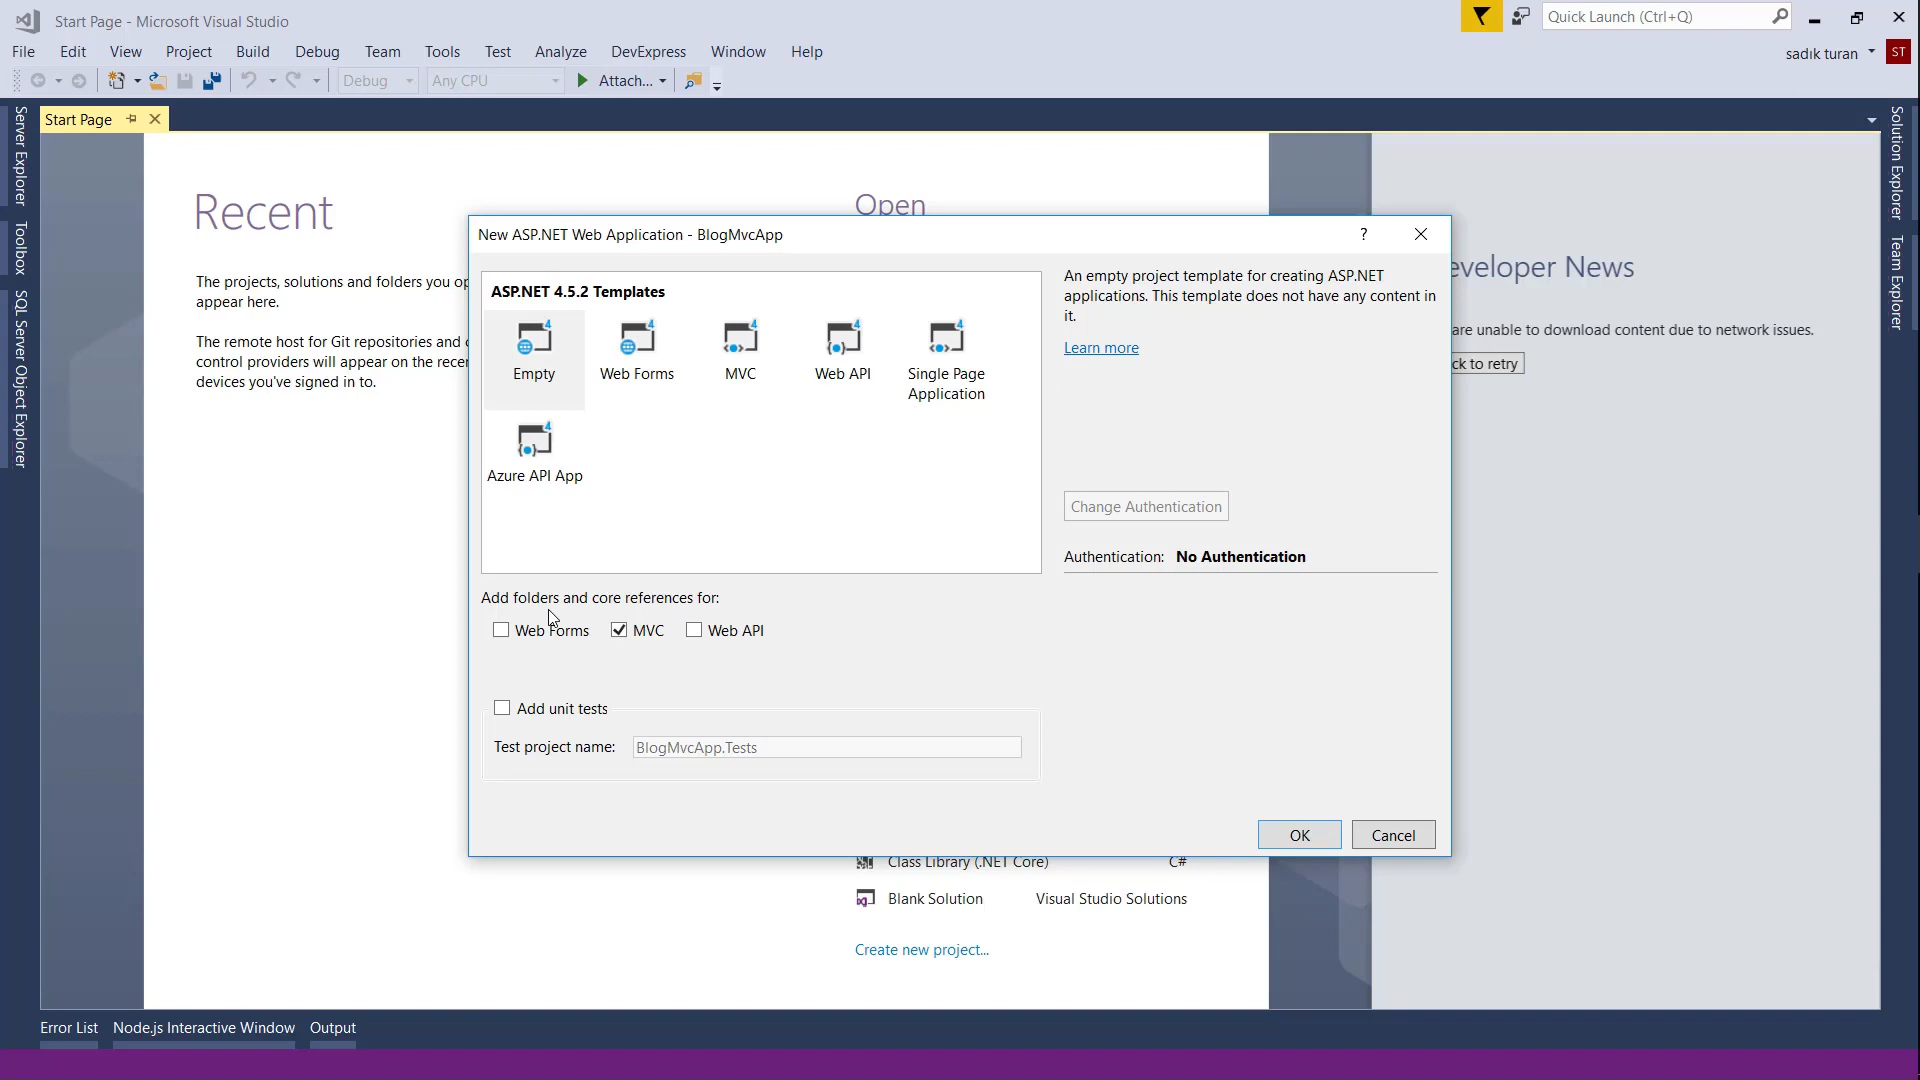 Start Page - Microsoft Visual Studio
Quick Launch (Ctrl+Q)
File Edit View Project Build Debug Team Tools Test Analyze DevExpress Window Help
sadık turan
ST
Debug
Any CPU
Attach...
Server Explorer
Toolbox
SQL Server Object Explorer
Start Page
Solution Explorer
Team Explorer
Recent
The projects, solutions and folders you op
appear here.
The remote host for Git repositories and
control providers will appear on the rece
devices you've signed in to.
Open
eveloper News
are unable to download content due to network issues.
ck to retry
New ASP.NET Web Application - BlogMvcApp
?
ASP.NET 4.5.2 Templates
Empty
Web Forms
MVC
Web API
Single Page
Application
Azure API App
An empty project template for creating ASP.NET
applications. This template does not have any content in
it.
Learn more
Change Authentication
Authentication: No Authentication
Add folders and core references for:
Web Forms
MVC
Web API
Add unit tests
Test project name:
BlogMvcApp.Tests
OK
Cancel
Class Library (.NET Core) C#
Blank Solution Visual Studio Solutions
Create new project...
Error List Node.js Interactive Window Output